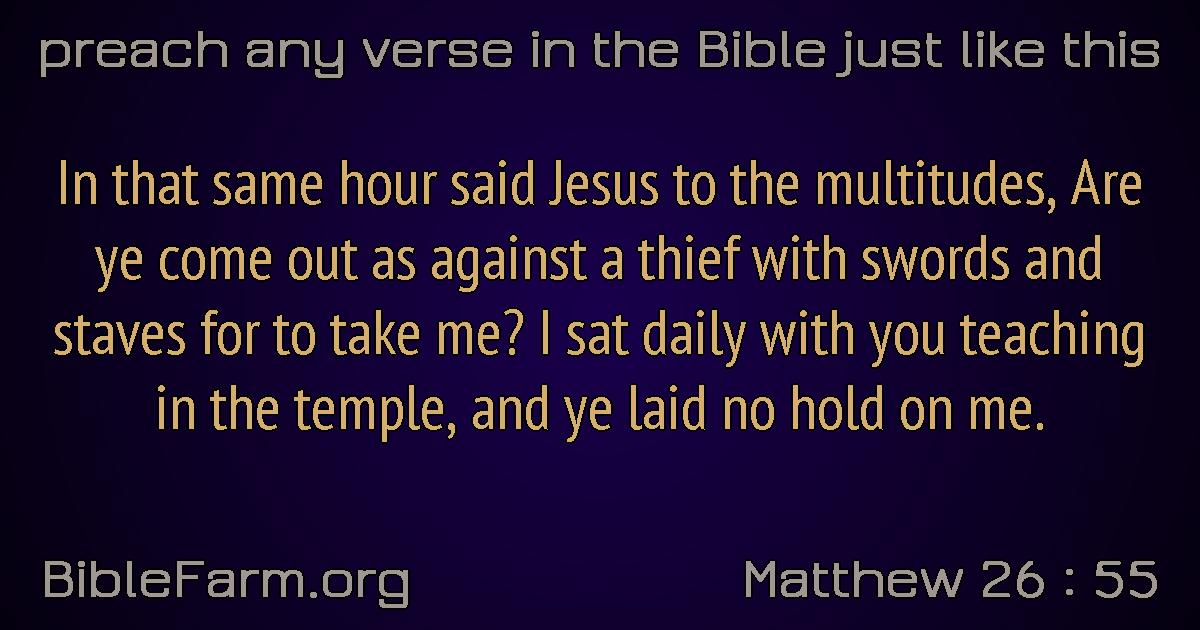 preach any verse in the Bible just like this
In that same hour said Jesus to the multitudes, Are
ye come out as against a thief with swords and
staves for to take me? I sat daily with you teaching
in the temple, and ye laid no hold on me.
BibleFarm.org
Matthew 26 : 55